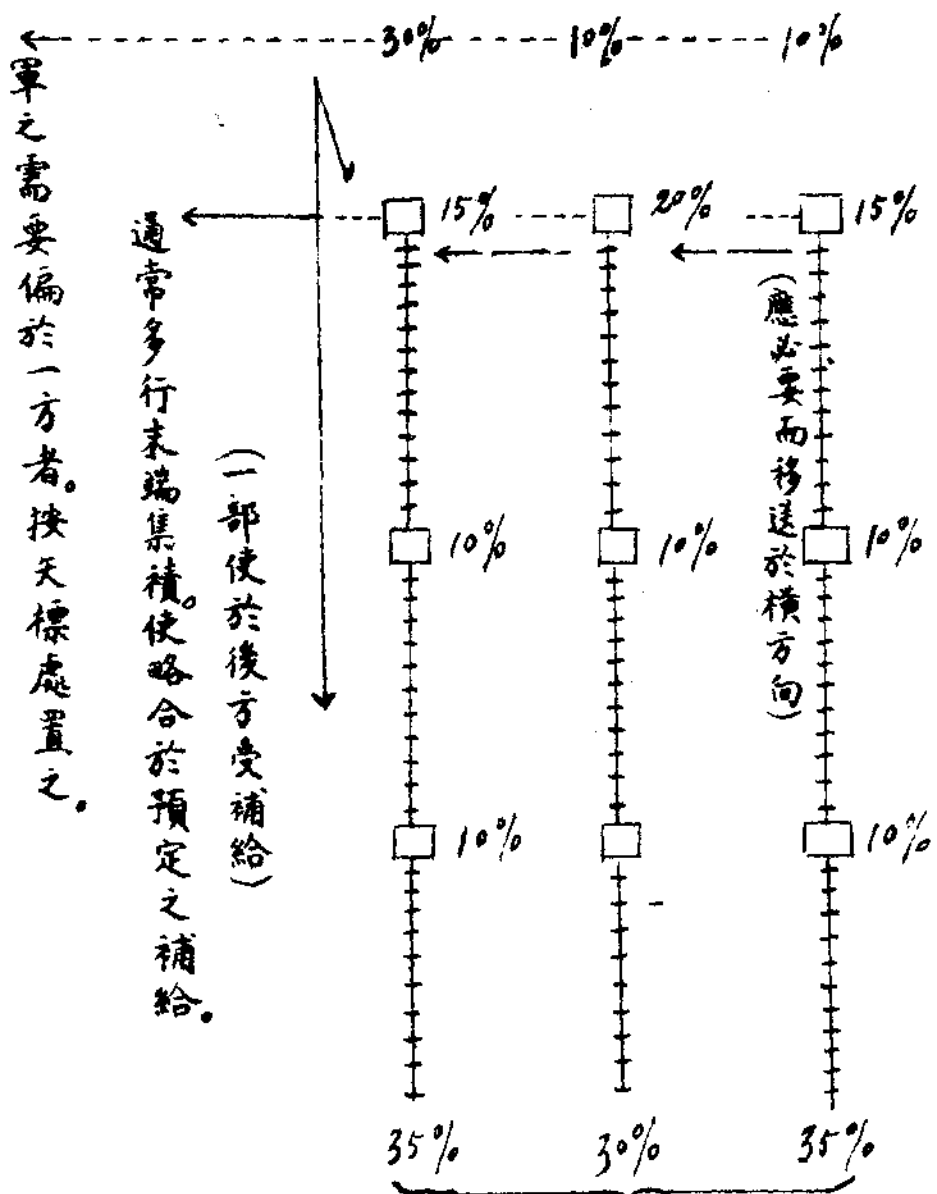 30% 10% 10%
15% 20% 15%
(應必要而移送於橫方向)
10% 10% 10%
10% 10%
35% 30% 35%
(一部使於後方受補給)
通常多行末端集積。使略合於預定之補給。
軍之需要偏於一方者。按矢標處置之。